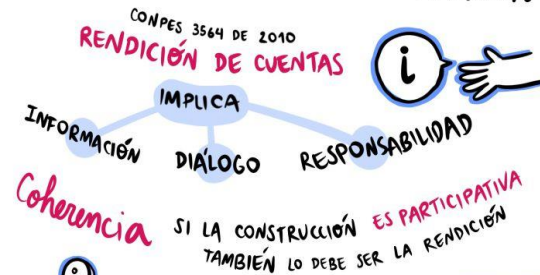 CONPES 3564 DE 2010
RENDICIÓN DE CUENTAS
i
IMPLICA
INFORMACIÓN
DIÁLOGO
RESPONSABILIDAD
Coherencia
SI LA CONSTRUCCIÓN ES PARTICIPATIVA
TAMBIÉN LO DEBE SER LA RENDICIÓN